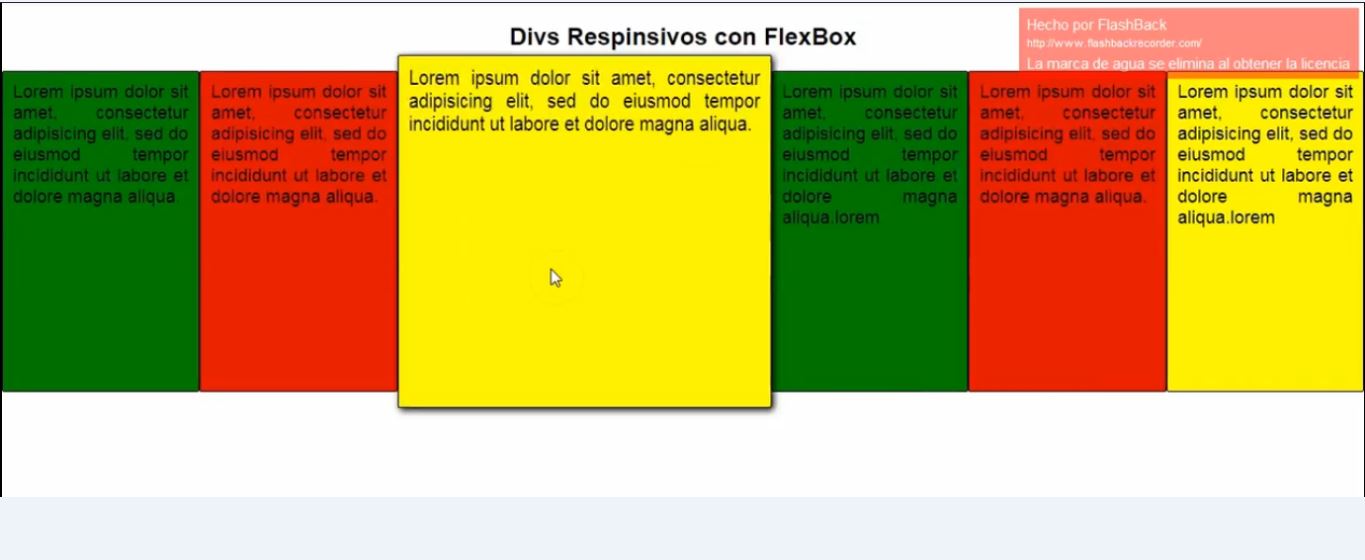 Divs Respinsivos con FlexBox
Hecho por FlashBack
http://www.flashbackrecorder.com/
La marca de agua se elimina al obtener la licencia
Lorem ipsum dolor sit
amet, consectetur
adipisicing elit, sed do
eiusmod tempor
incididunt ut labore et
dolore magna aliqua.
Lorem ipsum dolor sit
amet, consectetur
adipisicing elit, sed do
eiusmod tempor
incididunt ut labore et
dolore magna aliqua.
Lorem ipsum dolor sit amet, consectetur
adipisicing elit, sed do eiusmod tempor
incididunt ut labore et dolore magna aliqua.
Lorem ipsum dolor sit
amet, consectetur
adipisicing elit, sed do
eiusmod tempor
incididunt ut labore et
dolore magna
aliqua.lorem
Lorem ipsum dolor sit
amet, consectetur
adipisicing elit, sed do
eiusmod tempor
incididunt ut labore et
dolore magna aliqua.
Lorem ipsum dolor sit
amet, consectetur
adipisicing elit, sed do
eiusmod tempor
incididunt ut labore et
dolore magna
aliqua.lorem